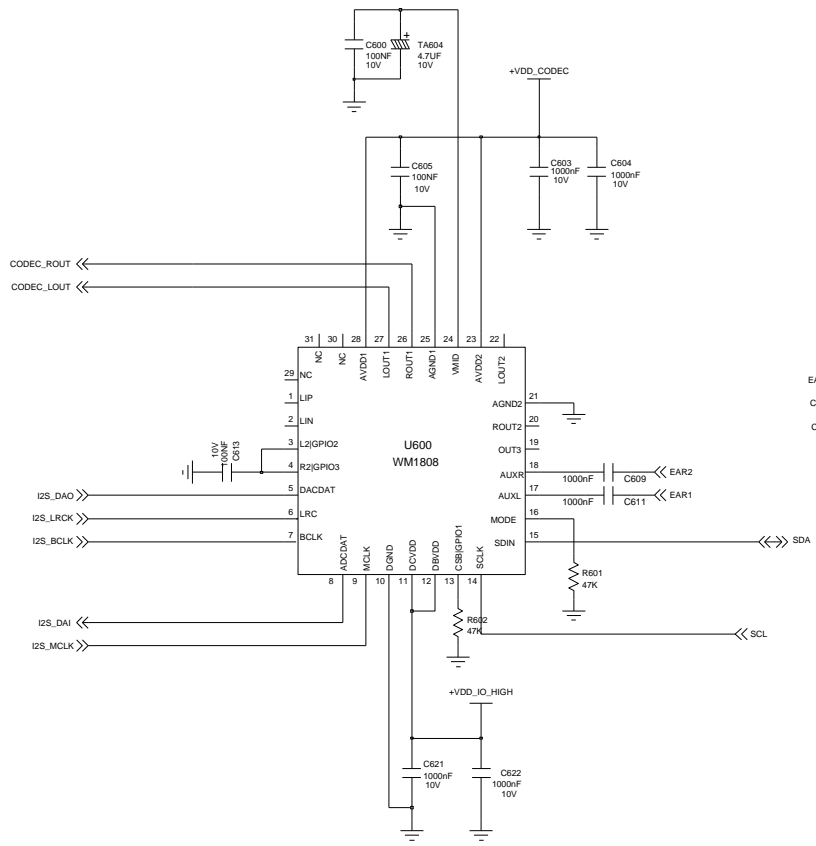 C600
100NF
10V
TA604
4.7UF
10V
+
+VDD_CODEC
C605
100NF
10V
C603
1000nF
10V
C604
1000nF
10V
CODEC_ROUT
CODEC_LOUT
31 30 28 27 26 25 24 23 22
NC
NC
AVDD1
LOUT1
ROUT1
AGND1
VMID
AVDD2
LOUT2
29 NC
1 LIP
2 LIN
3 L2|GPIO2
4 R2|GPIO3
5 DACDAT
6 LRC
7 BCLK
U600
WM1808
AGND2 21
ROUT2 20
OUT3 19
AUXR 18
AUXL 17
MODE 16
SDIN 15
10V
100NF
C613
I2S_DAO
I2S_LRCK
I2S_BCLK
1000nF C609 EAR2
1000nF C611 EAR1
SDA
ADCDAT
MCLK
DGND
DCVDD
DBVDD
CSB|GPIO1
SCLK
8 9 10 11 12 13 14
R601
47K
I2S_DAI
I2S_MCLK
R602
47K
SCL
+VDD_IO_HIGH
C621
1000nF
10V
C622
1000nF
10V
EA
C
C